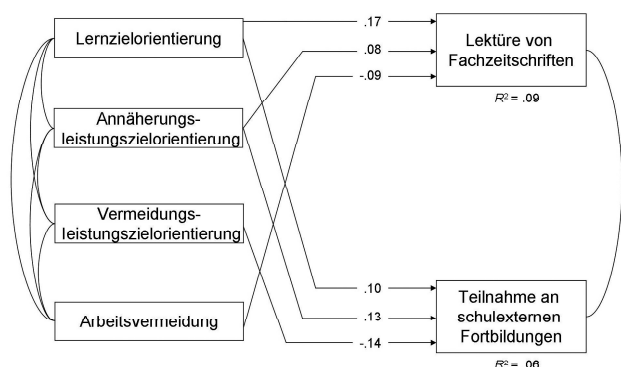 Lernzielorientierung
Annäherungs-
leistungszielorientierung
Vermeidungs-
leistungszielorientierung
Arbeitsvermeidung
.17
.08
-.09
.10
.13
-.14
Lektüre von
Fachzeitschriften
R² = .09
Teilnahme an
schulexternen
Fortbildungen
R² = .06